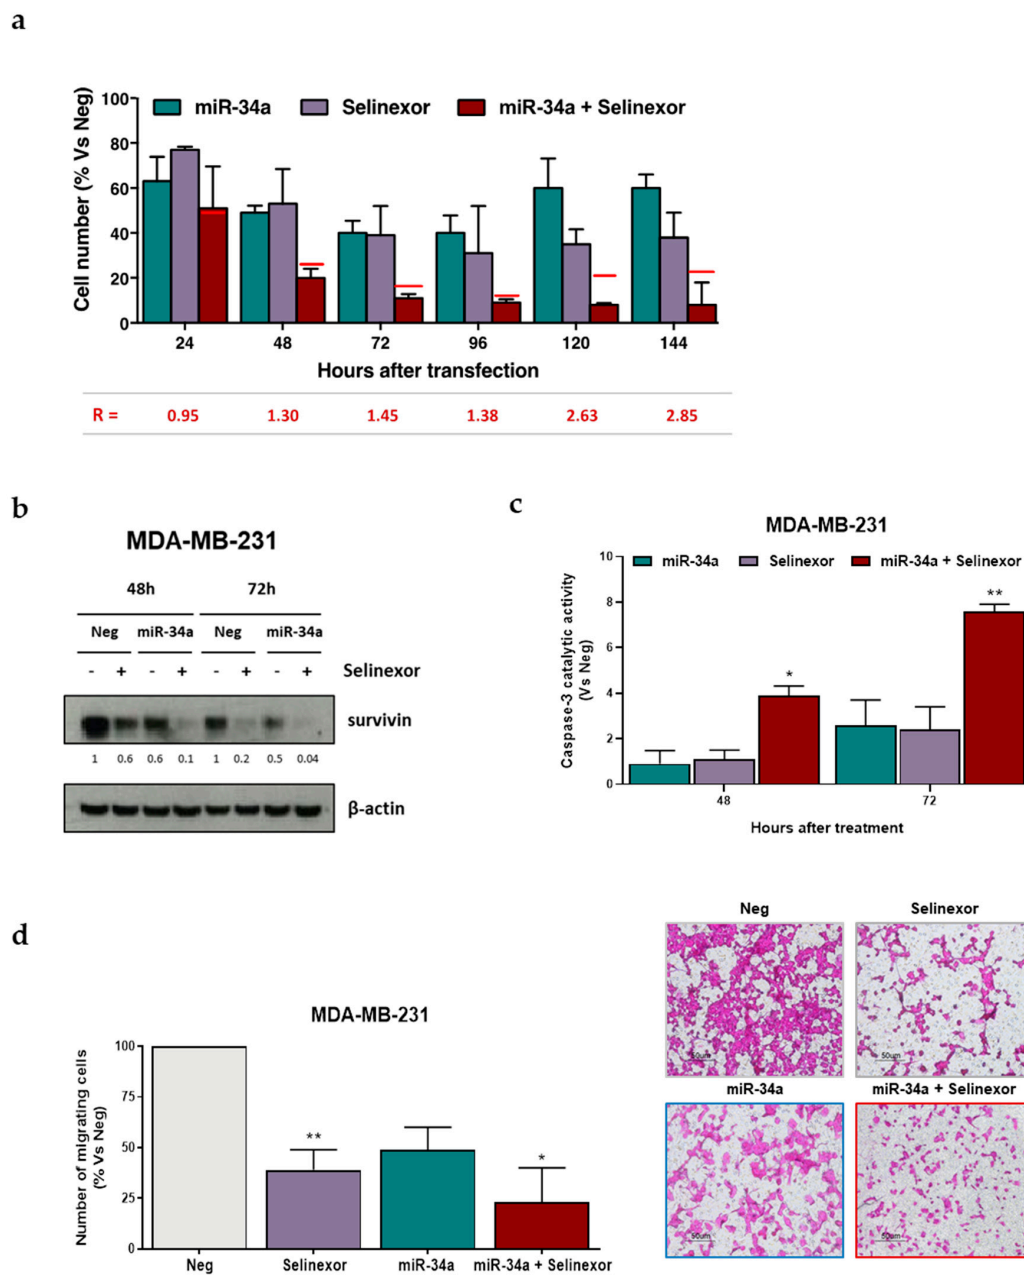 a
100
80
60
40
20
0
Cell number (% Vs Neg)
miR-34a Selinexor miR-34a + Selinexor
24 48 72 96 120 144
Hours after transfection
R = 0.95 1.30 1.45 1.38 2.63 2.85
b
MDA-MB-231
48h 72h
Neg miR-34a Neg miR-34a
- + - + - + - + Selinexor
survivin
1 0.6 0.6 0.1 1 0.2 0.5 0.04
β-actin
c
MDA-MB-231
10
8
6
4
2
0
Caspase-3 catalytic activity
(Vs Neg)
miR-34a Selinexor miR-34a + Selinexor
*
**
48 72
Hours after treatment
d
MDA-MB-231
100
75
50
25
0
Number of migrating cells
(% Vs Neg)
**
*
Neg Selinexor miR-34a miR-34a + Selinexor
Neg Selinexor
50um 50um
miR-34a miR-34a + Selinexor
50um 50um